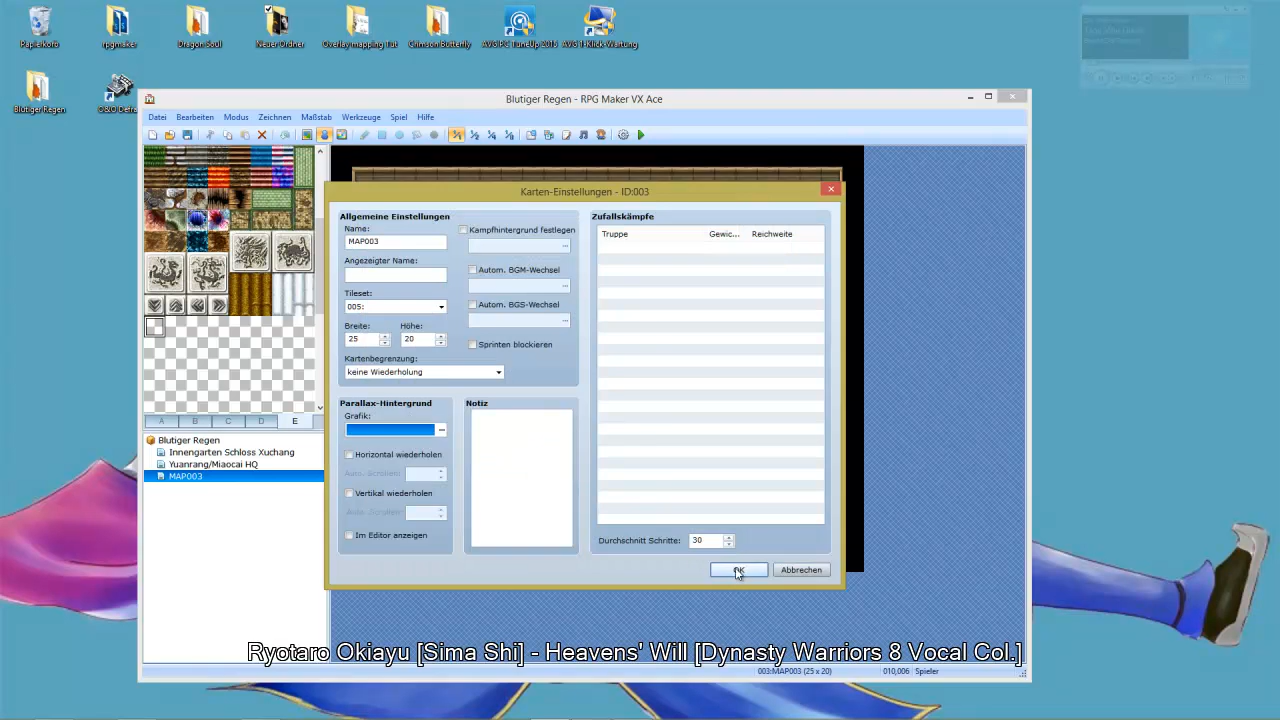 Papierkorb
rpgmaker
Dragon Soul
Neuer Ordner
Overlay mapping Tut
Crimson Butterfly
AVG PC TuneUp 2015
AVG 1-Klick-Wartung
Blutiger Regen
Blutiger Regen - RPG Maker VX Ace
Datei Bearbeiten Modus Zeichnen Maßstab Werkzeuge Spiel Hilfe
Karten-Einstellungen - ID:003
Allgemeine Einstellungen
Name:
MAP003
Angezeigter Name:
Tileset:
005:
Breite: Höhe:
25 20
Kartenbegrenzung:
keine Wiederholung
Kampfhintergrund festlegen
Autom. BGM-Wechsel
Autom. BGS-Wechsel
Sprinten blockieren
Parallax-Hintergrund
Grafik:
Horizontal wiederholen
Auto. Scrollen:
Vertikal wiederholen
Auto. Scrollen:
Im Editor anzeigen
Notiz
Zufallskämpfe
Truppe Gewic... Reichweite
Durchschnitt Schritte: 30
OK Abbrechen
A B C D E
Blutiger Regen
Innengarten Schloss Xuchang
Yuanrang/Miaocai HQ
MAP003
Ryotaro Okiayu [Sima Shi] - Heavens' Will [Dynasty Warriors 8 Vocal Col.]
003:MAP003 (25 x 20) 010,006 Spieler